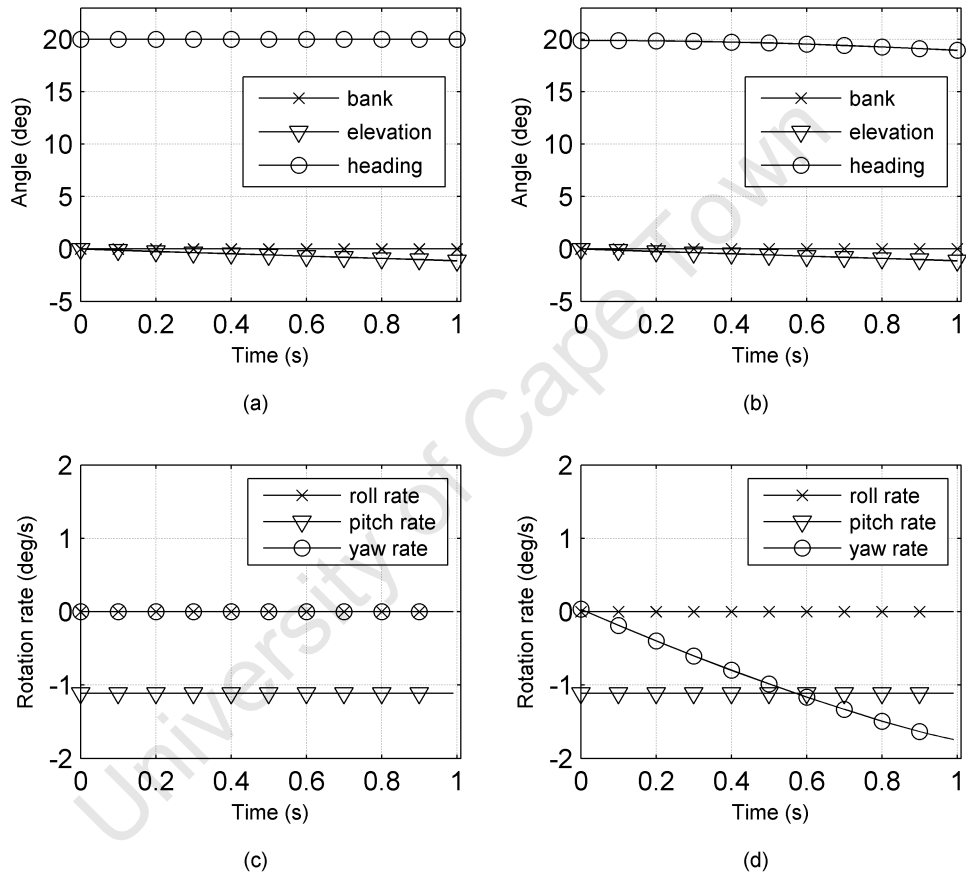 20
15
10
5
0
-5
Angle (deg)
bank
elevation
heading
0 0.2 0.4 0.6 0.8 1
Time (s)
(a)
20
15
10
5
0
-5
Angle (deg)
bank
elevation
heading
0 0.2 0.4 0.6 0.8 1
Time (s)
(b)
2
1
0
-1
-2
Rotation rate (deg/s)
roll rate
pitch rate
yaw rate
0 0.2 0.4 0.6 0.8 1
Time (s)
(c)
2
1
0
-1
-2
Rotation rate (deg/s)
roll rate
pitch rate
yaw rate
0 0.2 0.4 0.6 0.8 1
Time (s)
(d)
University of Cape Town